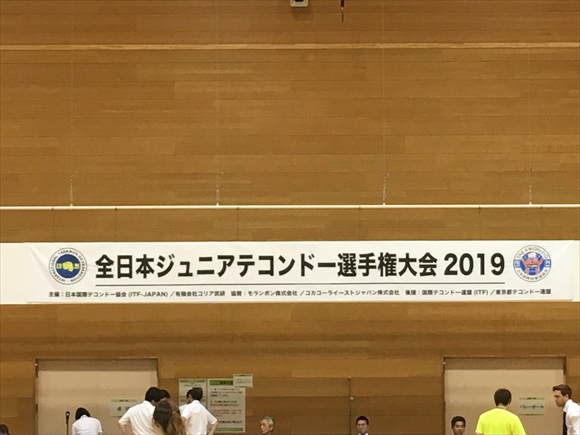 全日本ジュニアテコンドー選手権大会 2019
主催：日本国際テコンドー協会 (ITF-JAPAN) ／有限会社コリア武研 協賛：モランボン株式会社 ／コカコーライーストジャパン株式会社 後援：国際テコンドー連盟 (ITF) ／東京都テコンドー連盟